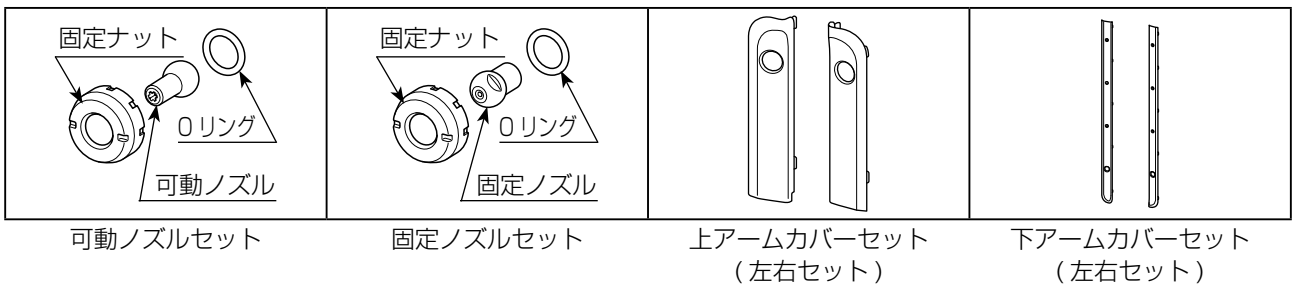 固定ナット
Oリング
可動ノズル
固定ナット
Oリング
固定ノズル
可動ノズルセット
固定ノズルセット
上アームカバーセット
(左右セット)
下アームカバーセット
(左右セット)